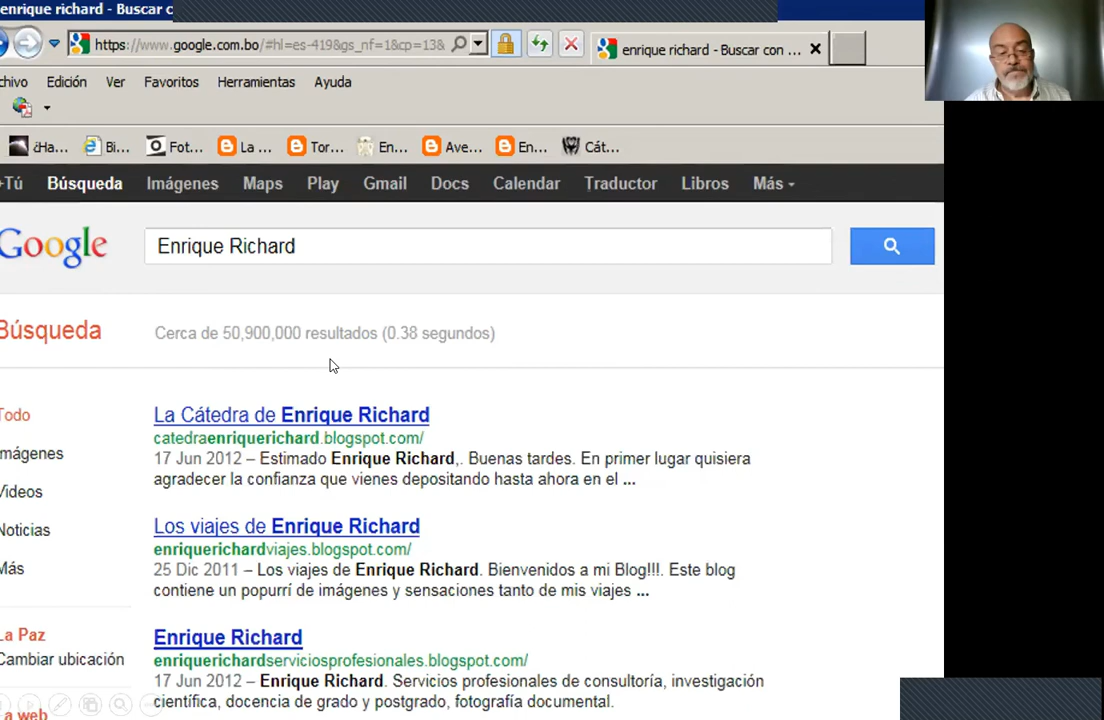 enrique richard - Buscar c
https://www.google.com.bo/#hl=es-419&gs_nf=1&cp=13&
enrique richard - Buscar con ...
chivo Edición Ver Favoritos Herramientas Ayuda
¿Ha... Bi... Fot... La ... Tor... En... Ave... En... Cát...
+Tú Búsqueda Imágenes Maps Play Gmail Docs Calendar Traductor Libros Más
Google
Enrique Richard
Búsqueda
Cerca de 50,900,000 resultados (0.38 segundos)
Todo
Imágenes
Videos
Noticias
Más
La Paz
Cambiar ubicación
La web
La Cátedra de Enrique Richard
catedraenriquerichard.blogspot.com/
17 Jun 2012 – Estimado Enrique Richard,. Buenas tardes. En primer lugar quisiera
agradecer la confianza que vienes depositando hasta ahora en el ...
Los viajes de Enrique Richard
enriquerichardviajes.blogspot.com/
25 Dic 2011 – Los viajes de Enrique Richard. Bienvenidos a mi Blog!!!. Este blog
contiene un popurrí de imágenes y sensaciones tanto de mis viajes ...
Enrique Richard
enriquerichardserviciosprofesionales.blogspot.com/
17 Jun 2012 – Enrique Richard. Servicios profesionales de consultoría, investigación
científica, docencia de grado y postgrado, fotografía documental.